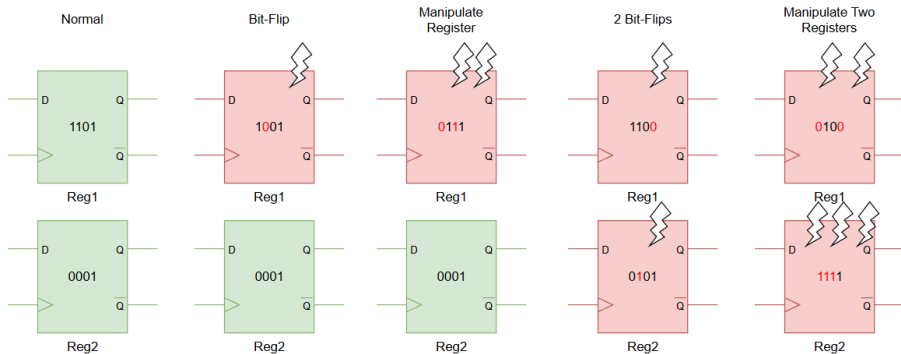 Normal
Bit-Flip
Manipulate
Register
2 Bit-Flips
Manipulate Two
Registers
D Q
1101
Q
Reg1
D Q
1001
Q
Reg1
D Q
0111
Q
Reg1
D Q
1100
Q
Reg1
D Q
0100
Q
Reg1
D Q
0001
Q
Reg2
D Q
0001
Q
Reg2
D Q
0001
Q
Reg2
D Q
0101
Q
Reg2
D Q
1111
Q
Reg2